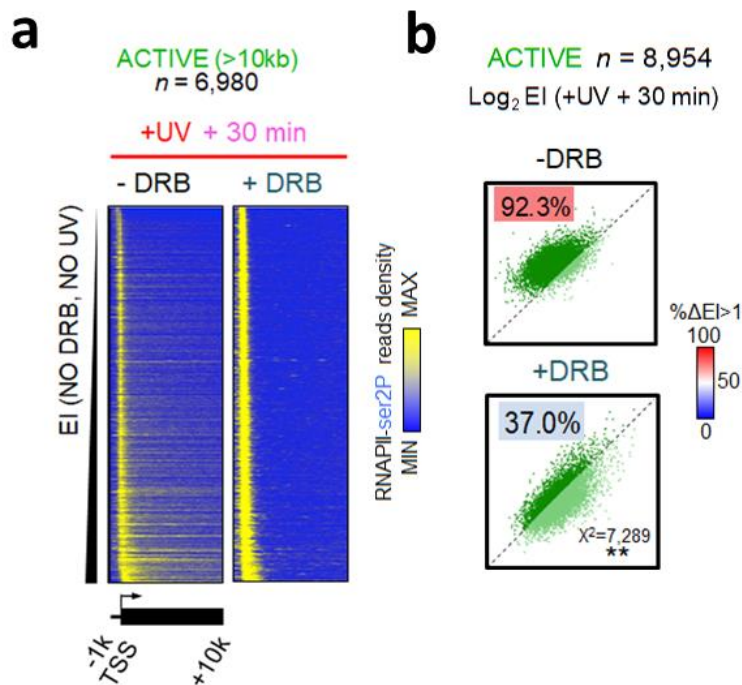 a
ACTIVE (>10kb)
n = 6,980
+UV + 30 min
- DRB
+ DRB
EI (NO DRB, NO UV)
RNAPII-ser2P reads density
MIN
MAX
-1k
TSS
+10k
b
ACTIVE n = 8,954
Log2 EI (+UV + 30 min)
-DRB
92.3%
%ΔEI>1
100
50
0
+DRB
37.0%
X²=7,289
**